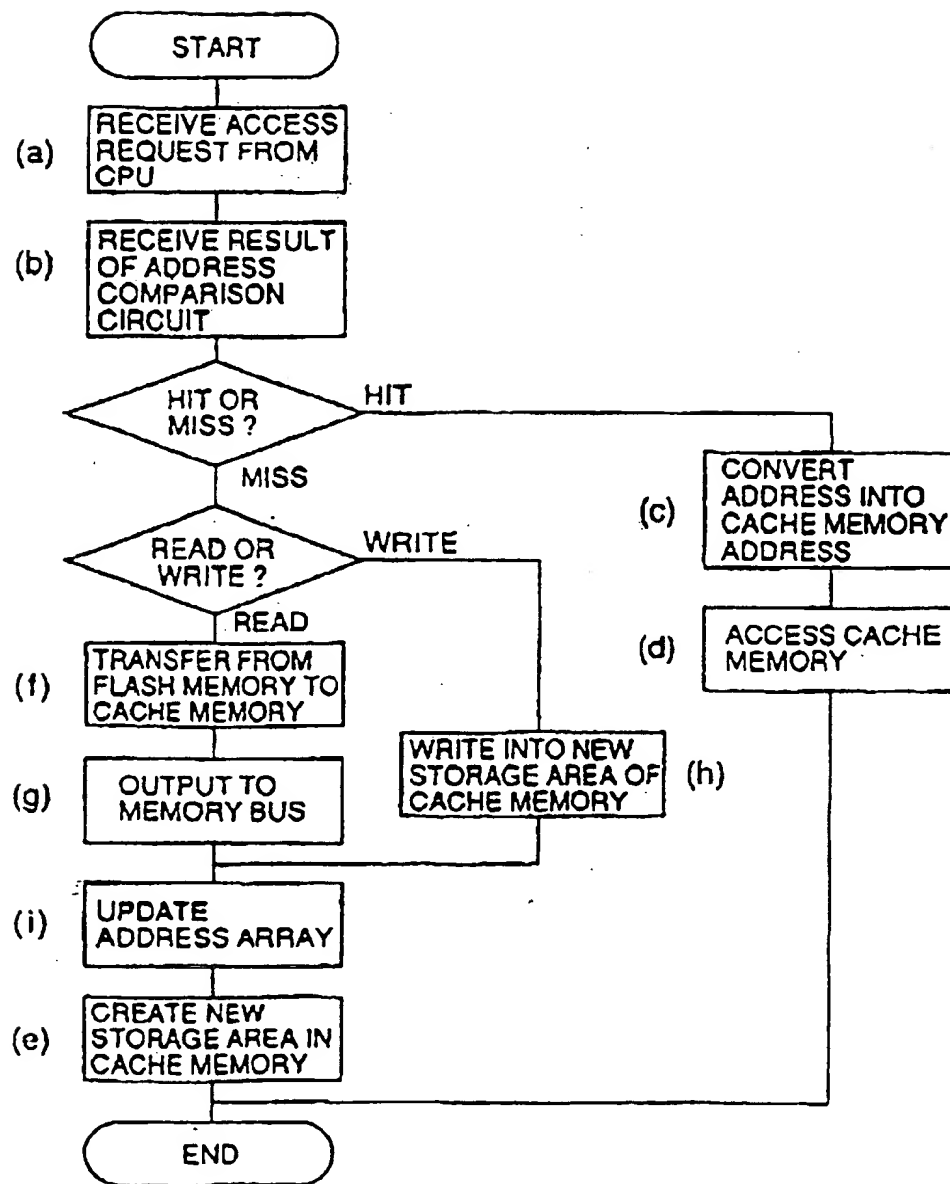 START
(a)
RECEIVE ACCESS
REQUEST FROM
CPU
(b)
RECEIVE RESULT
OF ADDRESS
COMPARISON
CIRCUIT
HIT OR
MISS ?
HIT
MISS
(c)
CONVERT
ADDRESS INTO
CACHE MEMORY
ADDRESS
READ OR
WRITE ?
WRITE
READ
(d)
ACCESS CACHE
MEMORY
(f)
TRANSFER FROM
FLASH MEMORY TO
CACHE MEMORY
WRITE INTO NEW
STORAGE AREA OF
CACHE MEMORY
(h)
(g)
OUTPUT TO
MEMORY BUS
(i)
UPDATE
ADDRESS ARRAY
(e)
CREATE NEW
STORAGE AREA IN
CACHE MEMORY
END